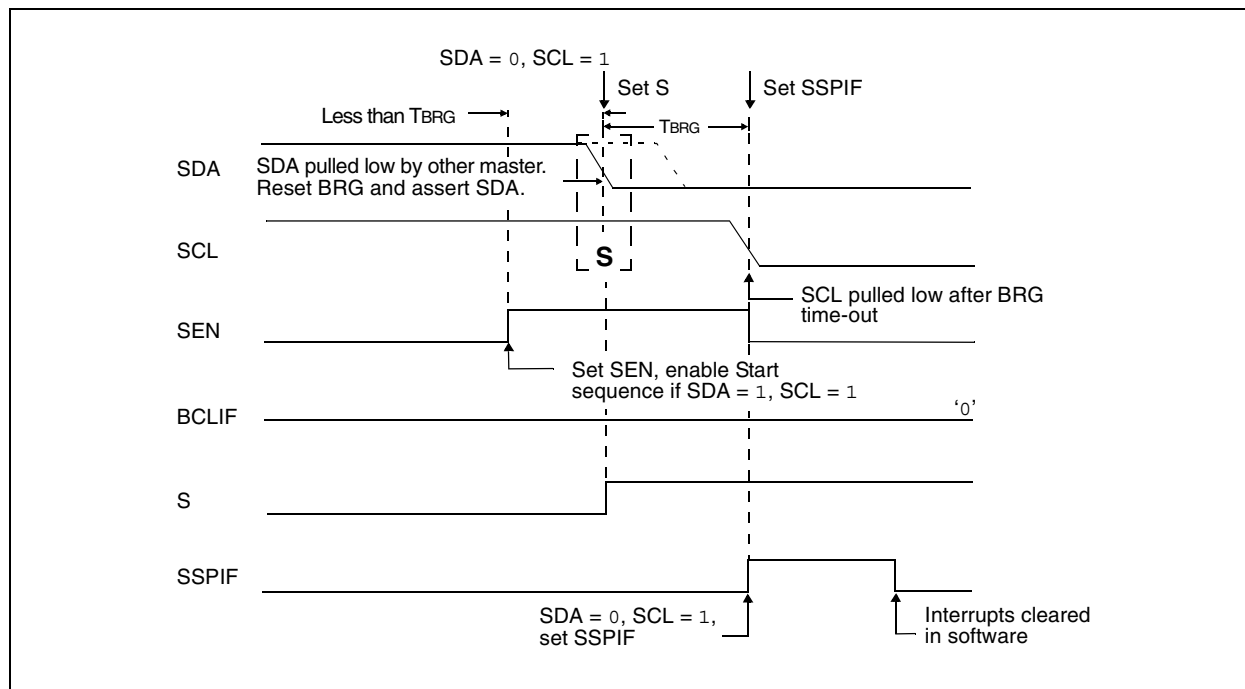 SDA = 0, SCL = 1
Set S
Set SSPIF
Less than TBRG
TBRG
SDA
SDA pulled low by other master.
Reset BRG and assert SDA.
SCL
S
SCL pulled low after BRG
time-out
SEN
Set SEN, enable Start
sequence if SDA = 1, SCL = 1
BCLIF
‘0’
S
SSPIF
SDA = 0, SCL = 1,
set SSPIF
Interrupts cleared
in software